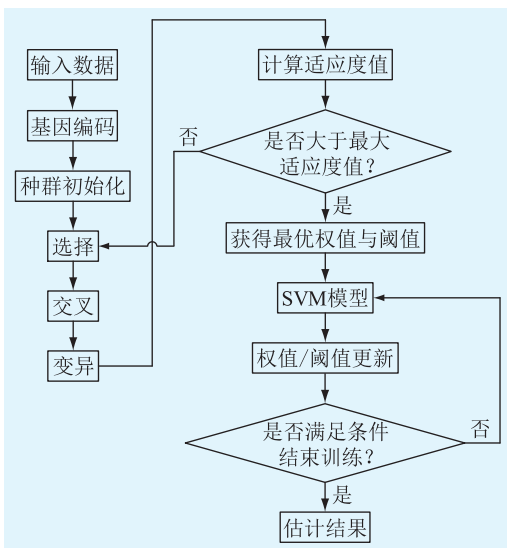 输入数据
基因编码
种群初始化
选择
交叉
变异
计算适应度值
是否大于最大
适应度值？
否
是
获得最优权值与阈值
SVM模型
权值/阈值更新
是否满足条件
结束训练？
否
是
估计结果